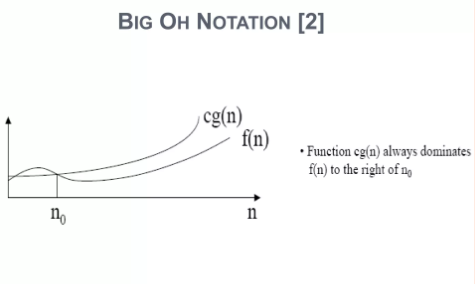 BIG OH NOTATION [2]
cg(n)
f(n)
• Function cg(n) always dominates
f(n) to the right of n₀
n₀
n